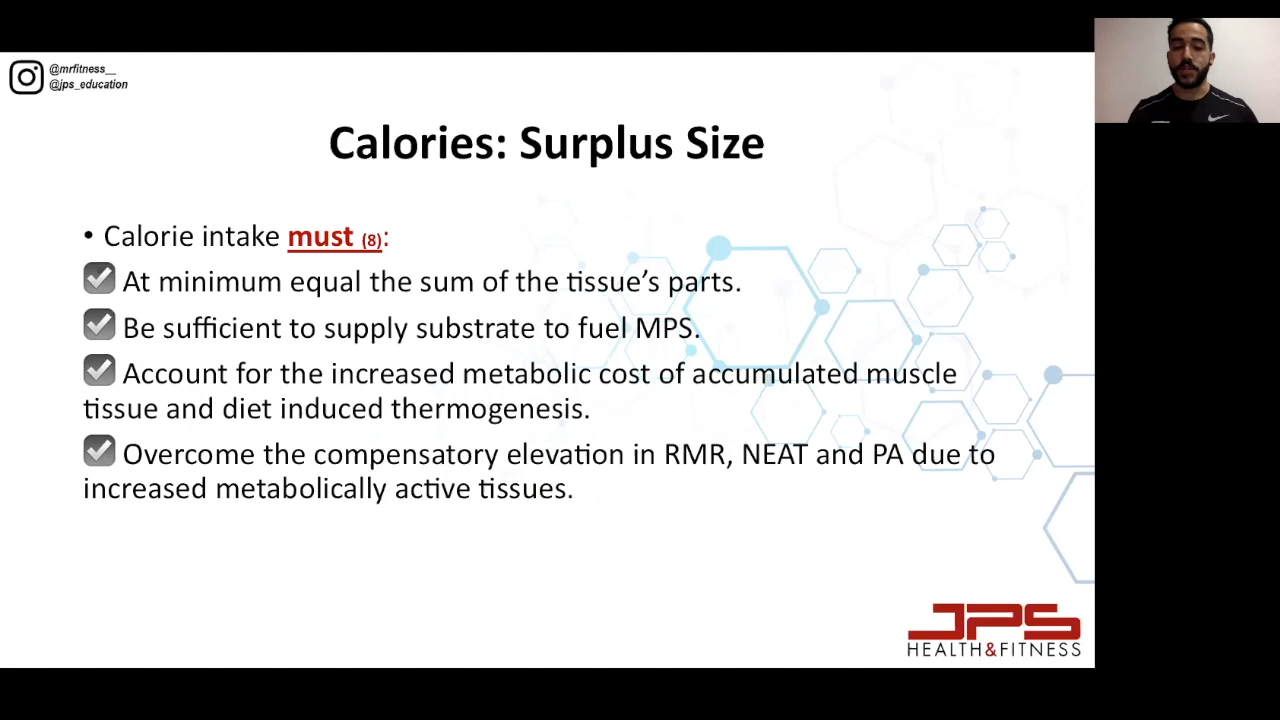 @mrfitness__
@jps_education
Calories: Surplus Size
• Calorie intake must (8):
At minimum equal the sum of the tissue’s parts.
Be sufficient to supply substrate to fuel MPS.
Account for the increased metabolic cost of accumulated muscle
tissue and diet induced thermogenesis.
Overcome the compensatory elevation in RMR, NEAT and PA due to
increased metabolically active tissues.
JPS
HEALTH&FITNESS